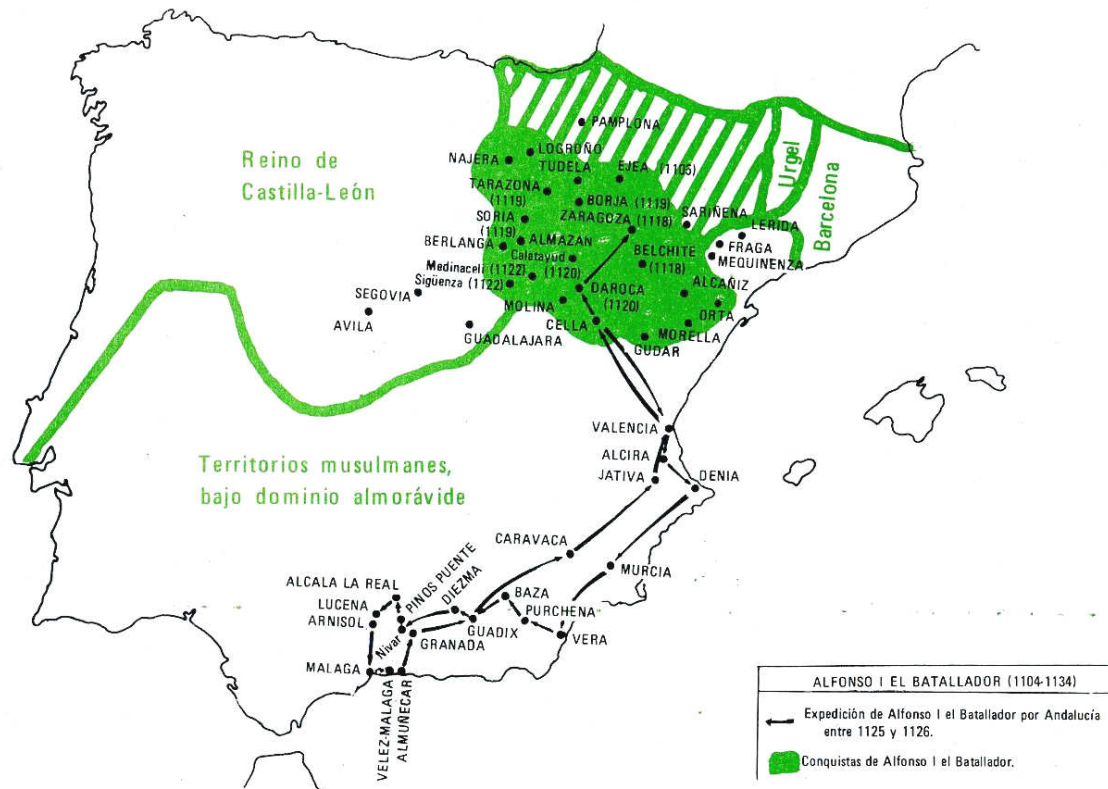 PAMPLONA
Reino de
Castilla-León
NAJERA
LOGROÑO
TUDELA
EJEA (1105)
Urgel
Barcelona
TARAZONA
(1119)
BORJA (1119)
ZARAGOZA (1118)
SARIÑENA
LERIDA
SORIA
(1119)
FRAGA
MEQUINENZA
BERLANGA
ALMAZAN
Calatayud
(1120)
BELCHITE
(1118)
Medinaceli (1122)
Sigüenza (1122)
DAROCA
(1120)
ALCAÑIZ
ORTA
SEGOVIA
AVILA
MOLINA
CELLA
MORELLA
GUDAR
GUADALAJARA
VALENCIA
ALCIRA
JATIVA
DENIA
Territorios musulmanes,
bajo dominio almorávide
CARAVACA
MURCIA
ALCALA LA REAL
PINOS PUENTE
DIEZMA
BAZA
LUCENA
ARNISOL
PURCHENA
Nivar
GRANADA
GUADIX
VERA
MALAGA
VELEZ-MALAGA
ALMUÑECAR
ALFONSO I EL BATALLADOR (1104-1134)
Expedición de Alfonso I el Batallador por Andalucía
entre 1125 y 1126.
Conquistas de Alfonso I el Batallador.